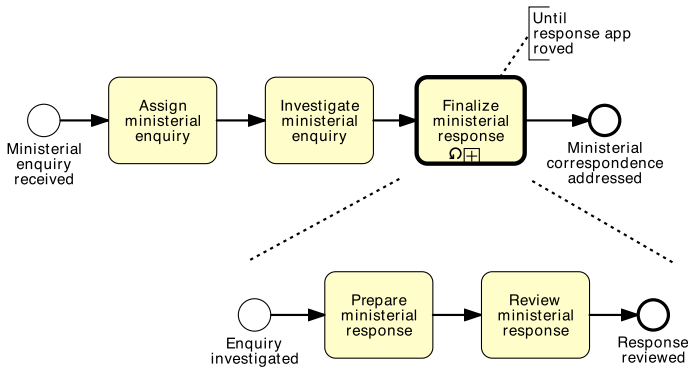 Until
response app
roved
Assign
ministerial
enquiry
Investigate
ministerial
enquiry
Finalize
ministerial
response
Ministerial
enquiry
received
Ministerial
correspondence
addressed
Prepare
ministerial
response
Review
ministerial
response
Enquiry
investigated
Response
reviewed